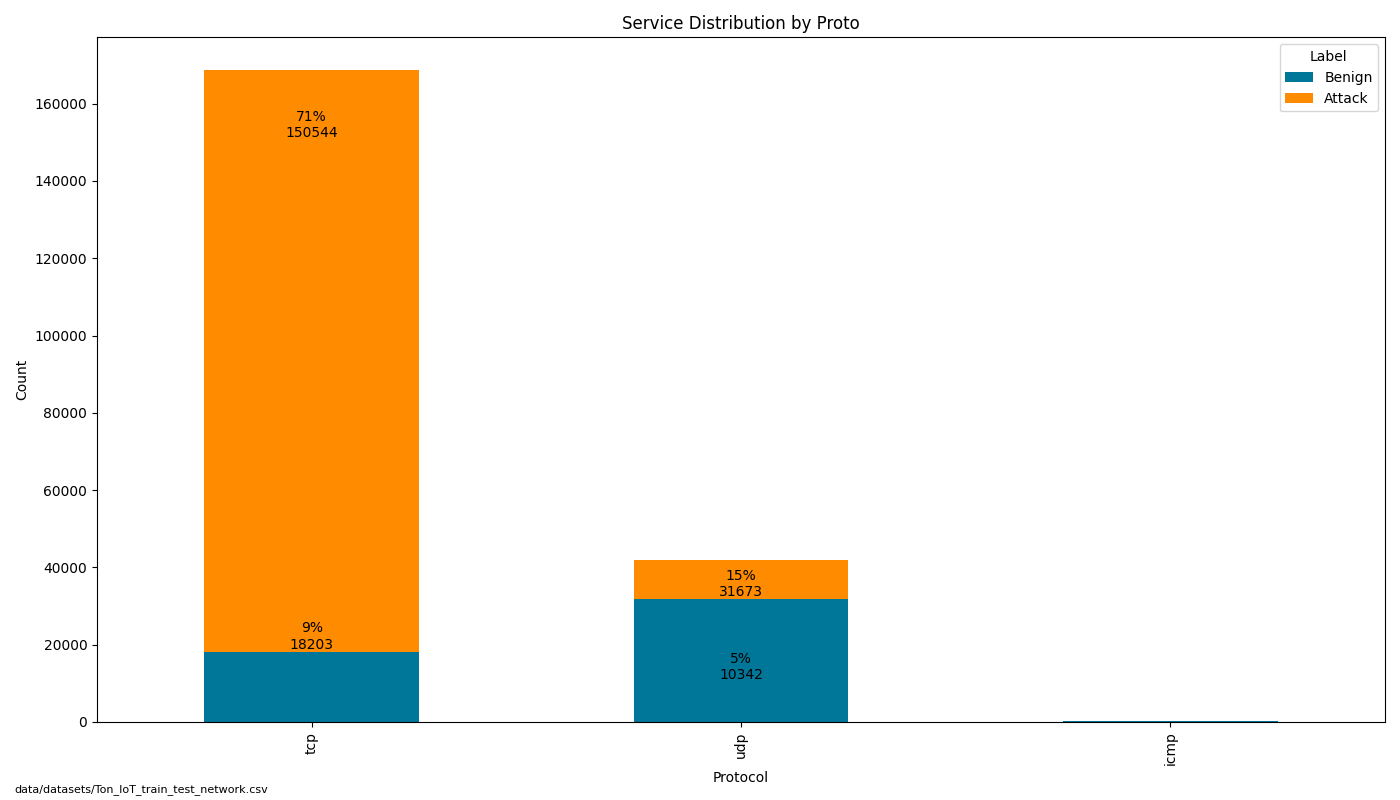 Service Distribution by Proto
Label
Benign
Attack
160000
140000
120000
100000
80000
60000
40000
20000
0
Count
71%
150544
9%
18203
15%
31673
5%
10342
tcp
udp
icmp
Protocol
data/datasets/Ton_IoT_train_test_network.csv